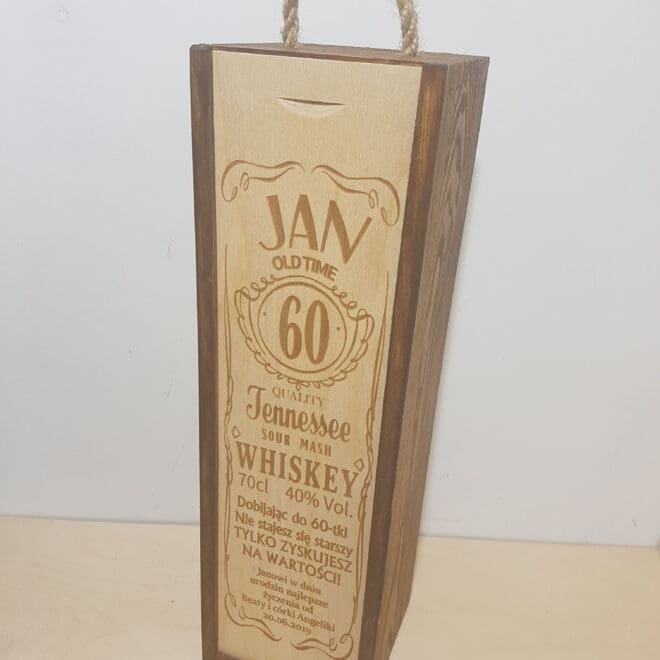 JAN
OLD TIME
60
QUALITY
Tennessee
SOUR MASH
WHISKEY
70cl 40% Vol.
Dobijając do 60-tki
Nie stajesz się starszy
TYLKO ZYSKUJESZ
NA WARTOŚCI!
Janowi w dniu
urodzin najlepsze
życzenia od
Beaty i córki Angeliki
20.06.2019